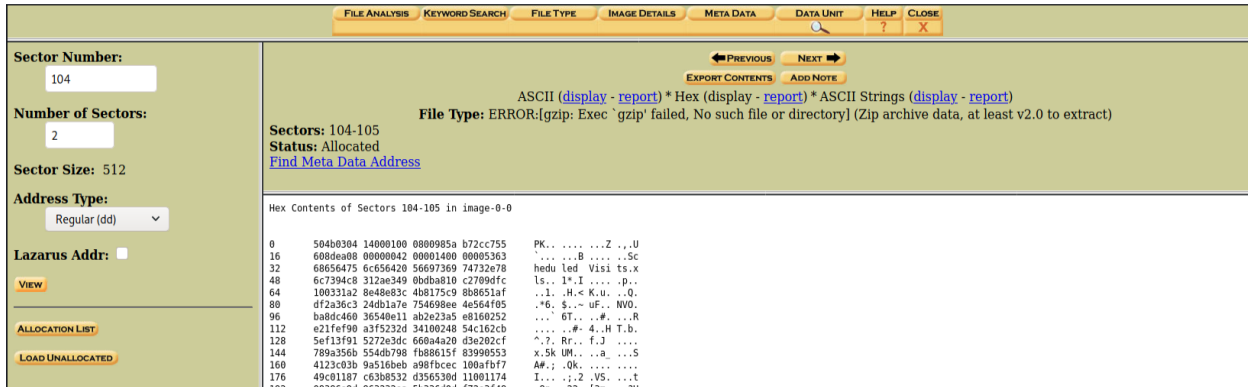 FILE ANALYSIS KEYWORD SEARCH FILE TYPE IMAGE DETAILS META DATA DATA UNIT HELP CLOSE
? X
Sector Number:
104
Number of Sectors:
2
Sector Size: 512
Address Type:
Regular (dd)
Lazarus Addr:
VIEW
ALLOCATION LIST
LOAD UNALLOCATED
PREVIOUS NEXT
EXPORT CONTENTS ADD NOTE
ASCII (display - report) * Hex (display - report) * ASCII Strings (display - report)
File Type: ERROR:[gzip: Exec `gzip' failed, No such file or directory] (Zip archive data, at least v2.0 to extract)
Sectors: 104-105
Status: Allocated
Find Meta Data Address
Hex Contents of Sectors 104-105 in image-0-0
0 504b0304 14000100 0800985a b72cc755 PK.. .... ...Z .,.U
16 608dea08 00000042 00001400 00005363 `... ...B .... ..Sc
32 68656475 6c656420 56697369 74732e78 hedu led Visi ts.x
48 6c7394c8 312ae349 0bdba810 c2709dfc ls.. 1*.I .... .p..
64 100331a2 8e48e83c 4b8175c9 8b8651af ..1. .H.< K.u. ..Q.
80 df2a36c3 24db1a7e 754698ee 4e564f05 .*6. $..~ uF.. NVO.
96 ba8dc460 36540e11 ab2e23a5 e8160252 ...` 6T.. ..#. ...R
112 e21fef90 a3f5232d 34100248 54c162cb .... ..#- 4..H T.b.
128 5ef13f91 5272e3dc 660a4a20 d3e202cf ^.?. Rr.. f.J ....
144 789a356b 554db798 fb88615f 83990553 x.5k UM.. ..a_ ...S
160 4123c03b 9a516beb a98fbcec 100afbf7 A#.; .Qk. .... ....
176 49c01187 c63b8532 d356530d 11001174 I... .;.2 .VS. ...t